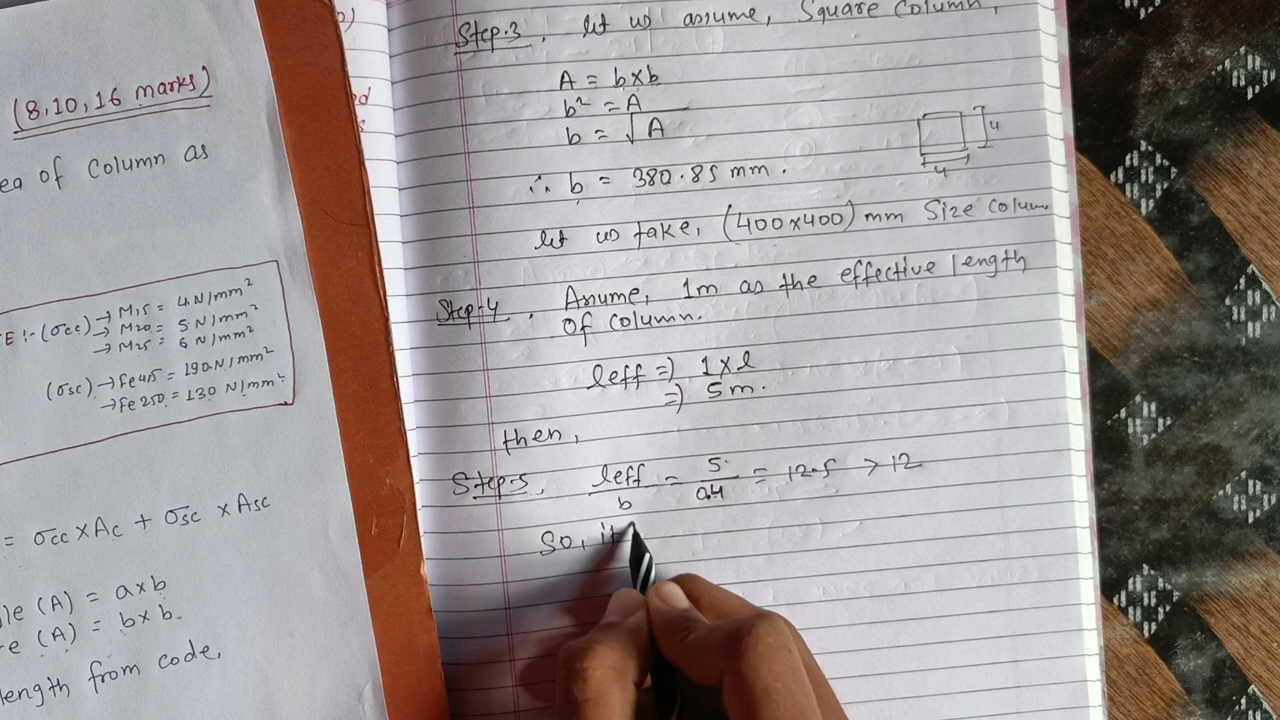 (8,10,16 marks)
ea of Column as
E :- (σcc) → M15 = 4 N/mm²
→ M20 = 5 N/mm²
→ M25 = 6 N/mm²
(σsc) → Fe415 = 190 N/mm²
→ Fe250 = 130 N/mm²
= σcc × Ac + σsc × Asc
le (A) = a×b
re (A) = b×b.
length from code,
Step-3. let us assume, Square Column,
A = b×b
b² = A
b = √A
∴ b = 380.85 mm.
4
4
let us take, (400×400) mm Size Colum
Step-4. Assume, 1m as the effective length
Of Column.
leff ⇒ 1×l
⇒ 5m.
then,
Step-5. leff/b = 5/0.4 = 12.5 > 12
So, it